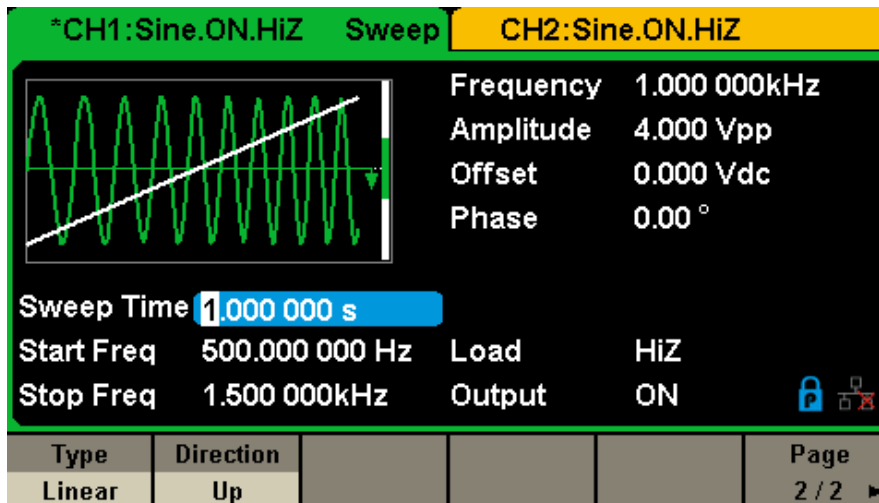 *CH1:Sine.ON.HiZ Sweep CH2:Sine.ON.HiZ
Frequency 1.000 000kHz
Amplitude 4.000 Vpp
Offset 0.000 Vdc
Phase 0.00 °
Sweep Time 1.000 000 s
Start Freq 500.000 000 Hz Load HiZ
Stop Freq 1.500 000kHz Output ON
P
Type Direction Page
Linear Up 2 / 2